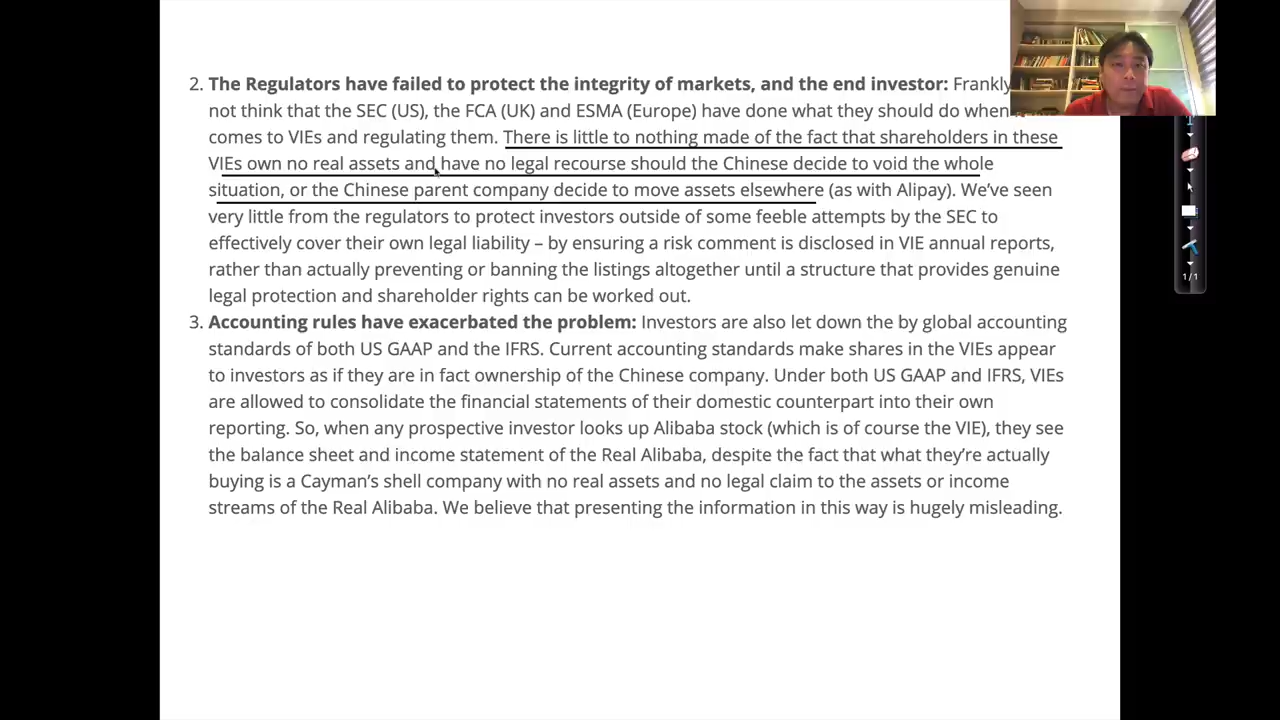 2. The Regulators have failed to protect the integrity of markets, and the end investor: Frankly
not think that the SEC (US), the FCA (UK) and ESMA (Europe) have done what they should do when
comes to VIEs and regulating them. There is little to nothing made of the fact that shareholders in these
VIEs own no real assets and have no legal recourse should the Chinese decide to void the whole
situation, or the Chinese parent company decide to move assets elsewhere (as with Alipay). We’ve seen
very little from the regulators to protect investors outside of some feeble attempts by the SEC to
effectively cover their own legal liability – by ensuring a risk comment is disclosed in VIE annual reports,
rather than actually preventing or banning the listings altogether until a structure that provides genuine
legal protection and shareholder rights can be worked out.
3. Accounting rules have exacerbated the problem: Investors are also let down the by global accounting
standards of both US GAAP and the IFRS. Current accounting standards make shares in the VIEs appear
to investors as if they are in fact ownership of the Chinese company. Under both US GAAP and IFRS, VIEs
are allowed to consolidate the financial statements of their domestic counterpart into their own
reporting. So, when any prospective investor looks up Alibaba stock (which is of course the VIE), they see
the balance sheet and income statement of the Real Alibaba, despite the fact that what they’re actually
buying is a Cayman’s shell company with no real assets and no legal claim to the assets or income
streams of the Real Alibaba. We believe that presenting the information in this way is hugely misleading.
1/1